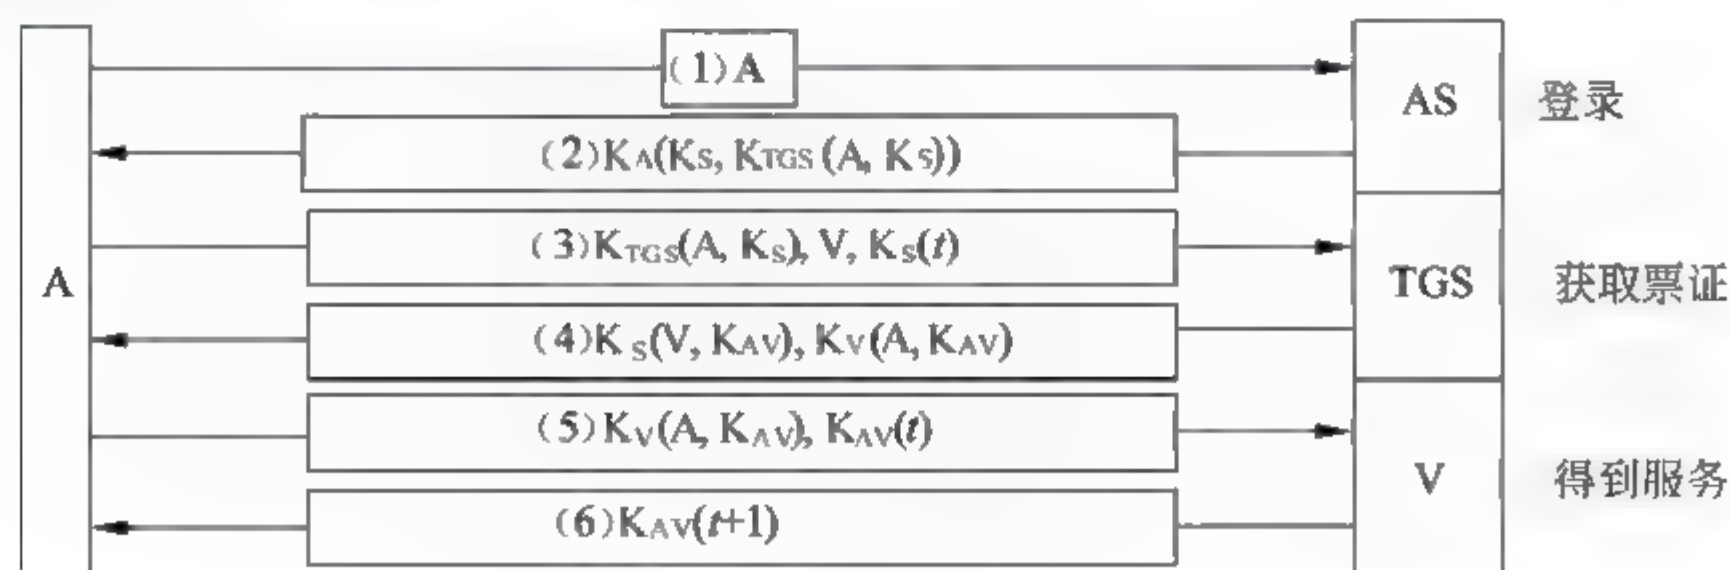 (1)A
AS
登录
(2)KA(KS, KTGS (A, KS))
(3)KTGS(A, KS), V, KS(t)
A
TGS
获取票证
(4)KS(V, KAV), KV(A, KAV)
(5)KV(A, KAV), KAV(t)
V
得到服务
(6)KAV(t+1)